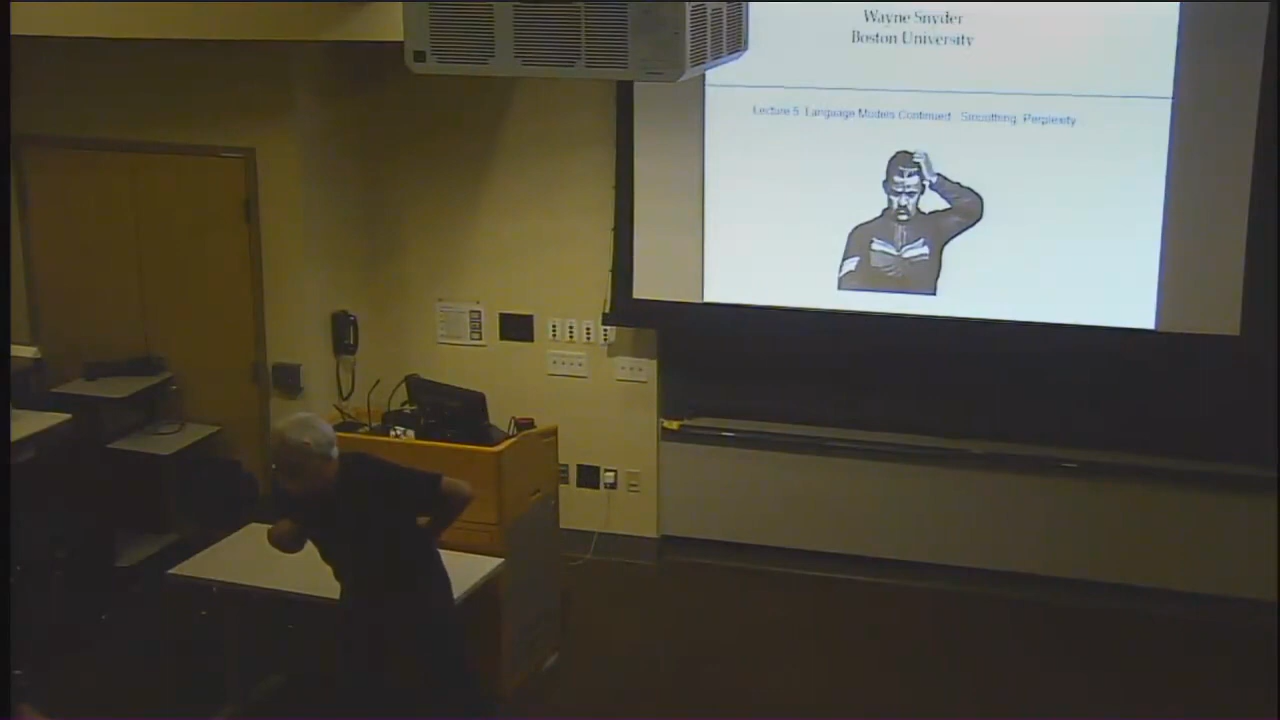 Wayne Snyder
Boston University
Lecture 5: Language Models Continued: Smoothing, Perplexity